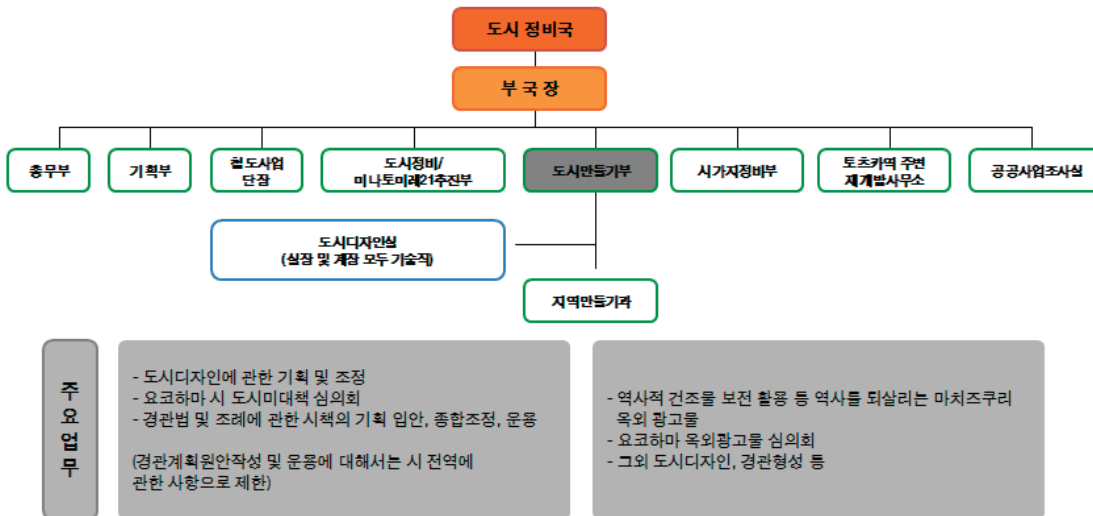 도시 정비국
부 국 장
총무부
기획부
철도사업
단장
도시정비/
미나토미래21추진부
도시만들기부
시가지정비부
토츠카역 주변
재개발사무소
공공사업조사실
도시디자인실
(실장 및 계장 모두 기술직)
지역만들기과
주
요
업
무
- 도시디자인에 관한 기획 및 조정
- 요코하마 시 도시미대책 심의회
- 경관법 및 조례에 관한 시책의 기획 입안, 종합조정, 운용
(경관계획원안작성 및 운용에 대해서는 시 전역에
관한 사항으로 제한)
- 역사적 건조물 보전 활용 등 역사를 되살리는 마치즈쿠리
옥외 광고물
- 요코하마 옥외광고물 심의회
- 그외 도시디자인, 경관형성 등